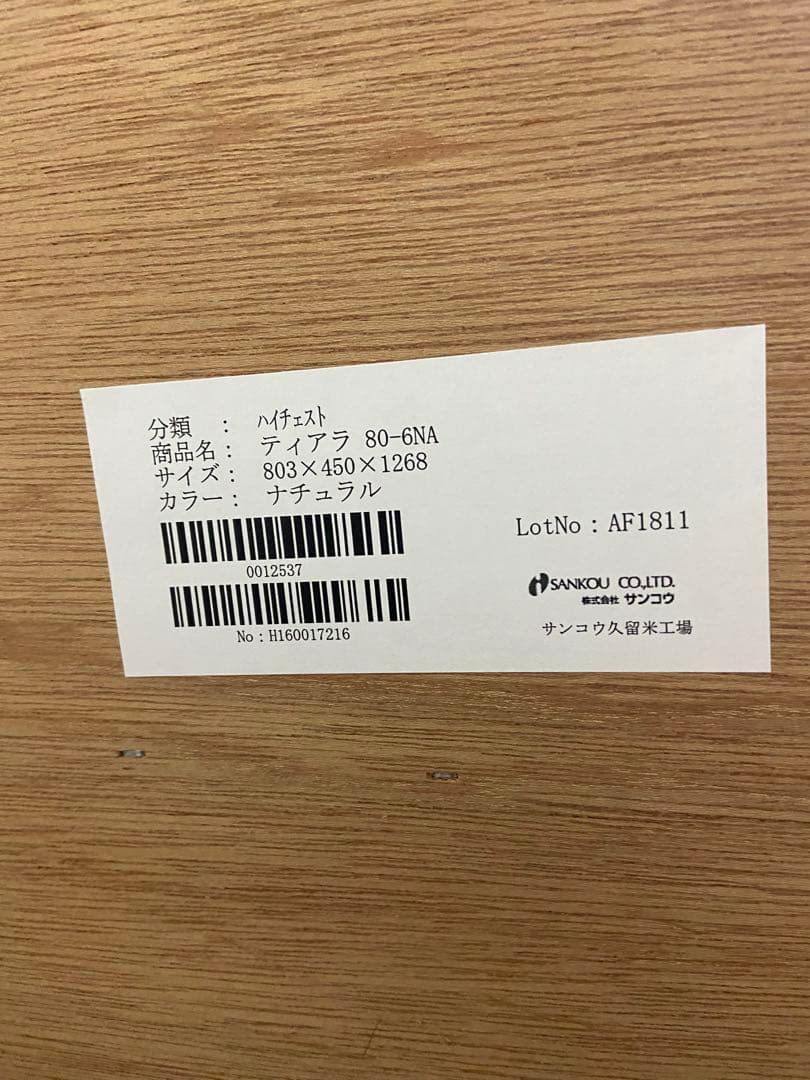 分類　：　ﾊｲﾁｪｽﾄ
商品名：　ティアラ 80-6NA
サイズ：　803×450×1268
カラー：　ナチュラル
0012537
No：H160017216
LotNo：AF1811
SANKOU CO.,LTD.
株式会社 サンコウ
サンコウ久留米工場